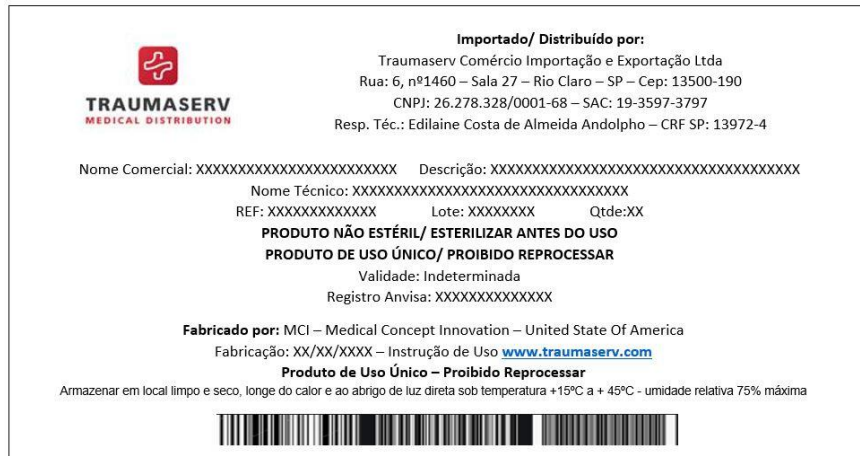 TRAUMASERV
MEDICAL DISTRIBUTION
Importado/ Distribuído por:
Traumaserv Comércio Importação e Exportação Ltda
Rua: 6, nº1460 – Sala 27 – Rio Claro – SP – Cep: 13500-190
CNPJ: 26.278.328/0001-68 – SAC: 19-3597-3797
Resp. Téc.: Edilaine Costa de Almeida Andolpho – CRF SP: 13972-4
Nome Comercial: XXXXXXXXXXXXXXXXXXXXXXXX Descrição: XXXXXXXXXXXXXXXXXXXXXXXXXXXXXXXXXXXXX
Nome Técnico: XXXXXXXXXXXXXXXXXXXXXXXXXXXXXXXXX
REF: XXXXXXXXXXXXX Lote: XXXXXXXX Qtde:XX
PRODUTO NÃO ESTÉRIL/ ESTERILIZAR ANTES DO USO
PRODUTO DE USO ÚNICO/ PROIBIDO REPROCESSAR
Validade: Indeterminada
Registro Anvisa: XXXXXXXXXXXXXX
Fabricado por: MCI – Medical Concept Innovation – United State Of America
Fabricação: XX/XX/XXXX – Instrução de Uso www.traumaserv.com
Produto de Uso Único – Proibido Reprocessar
Armazenar em local limpo e seco, longe do calor e ao abrigo de luz direta sob temperatura +15ºC a + 45ºC - umidade relativa 75% máxima